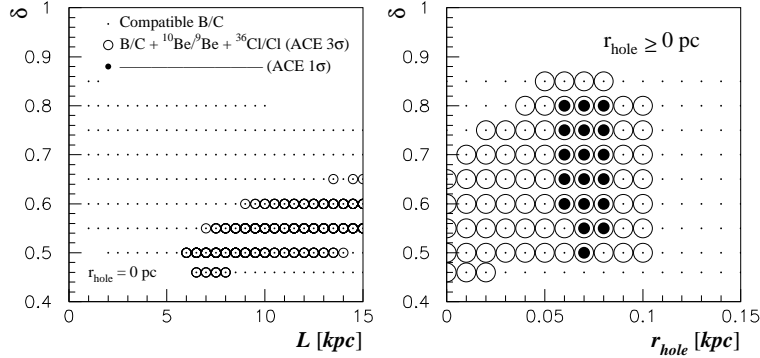 δ
1
0.9
0.8
0.7
0.6
0.5
0.4
· Compatible B/C
○ B/C + ¹⁰Be/⁹Be + ³⁶Cl/Cl (ACE 3σ)
● ——————————— (ACE 1σ)
r_hole = 0 pc
0 5 10 15
L [kpc]
δ
1
0.9
0.8
0.7
0.6
0.5
0.4
r_hole ≥ 0 pc
0 0.05 0.1 0.15
r_hole [kpc]